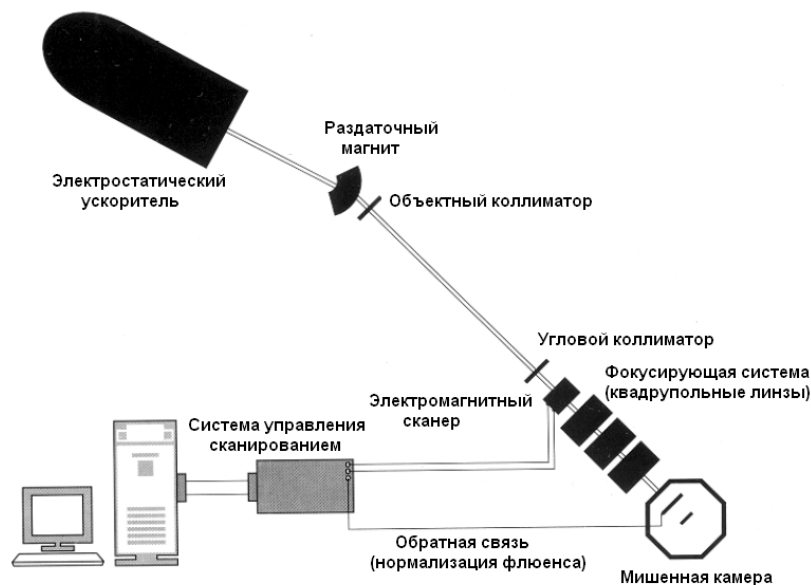 Раздаточный
магнит
Электростатический
ускоритель
Объектный коллиматор
Угловой коллиматор
Фокусирующая система
(квадрупольные линзы)
Электромагнитный
сканер
Система управления
сканированием
Обратная связь
(нормализация флюенса)
Мишенная камера